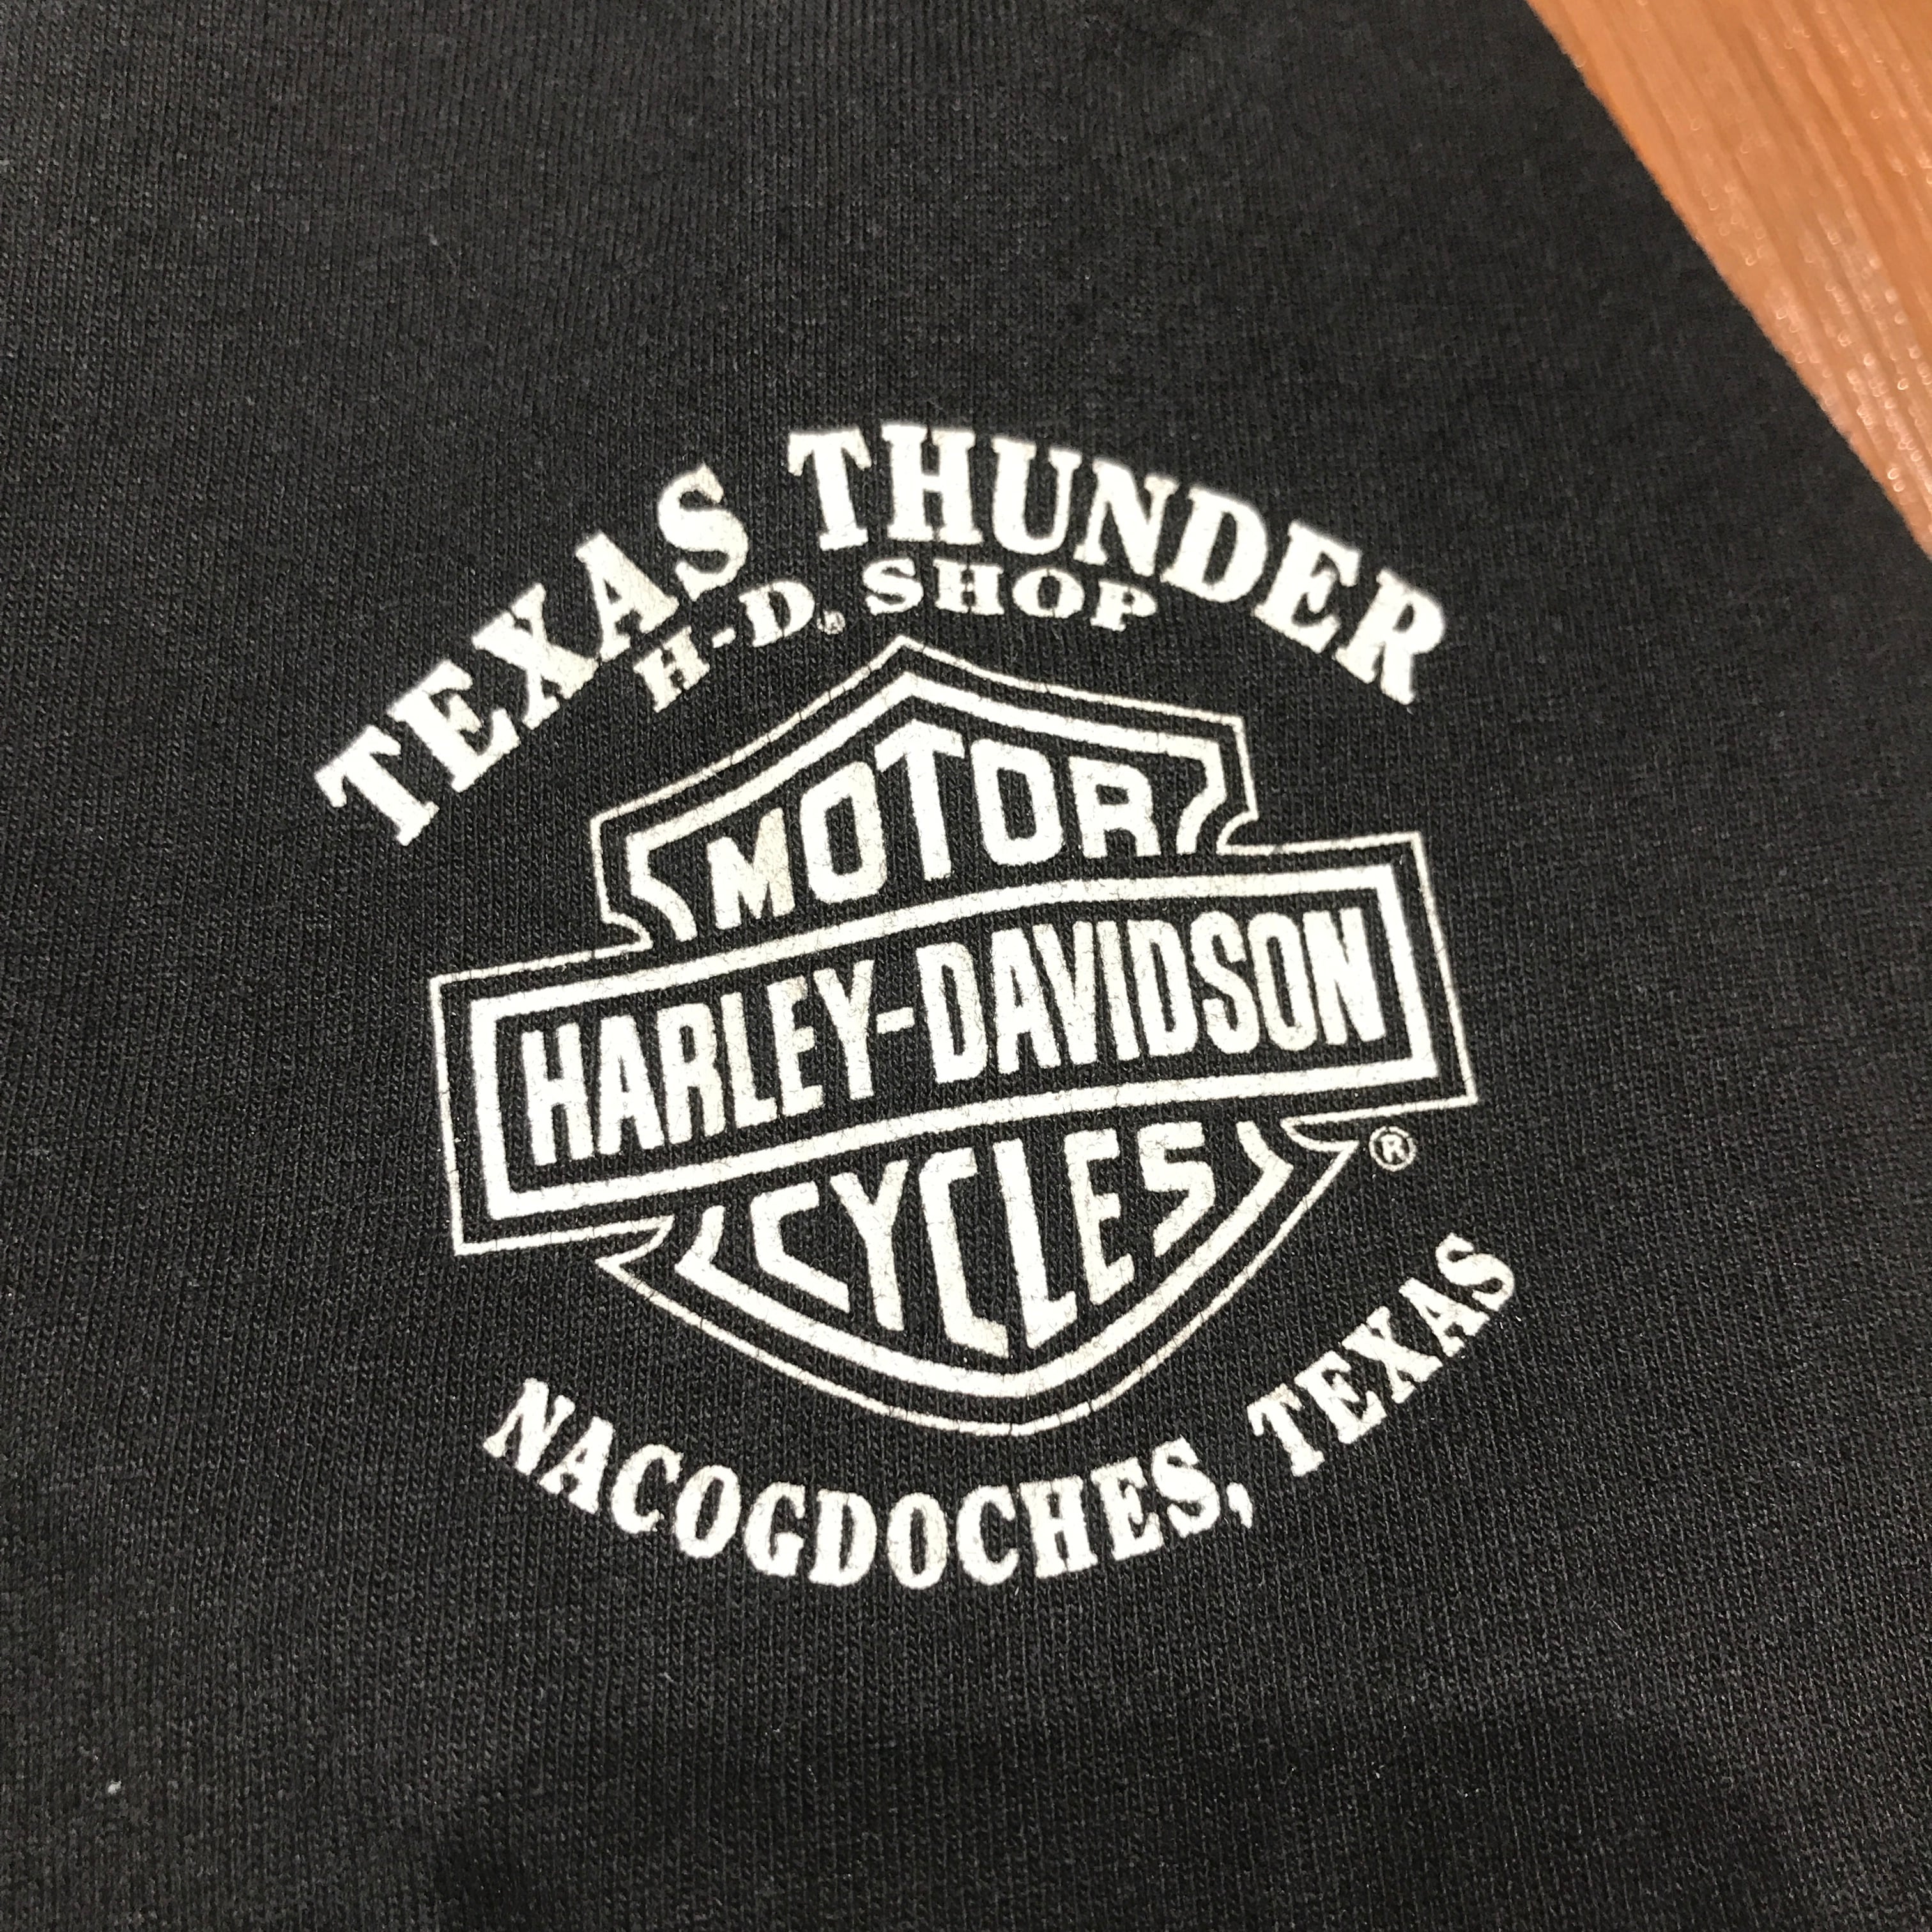 TEXAS THUNDER
H-D® SHOP
MOTOR
HARLEY-DAVIDSON
CYCLES
®
NACOGDOCHES, TEXAS